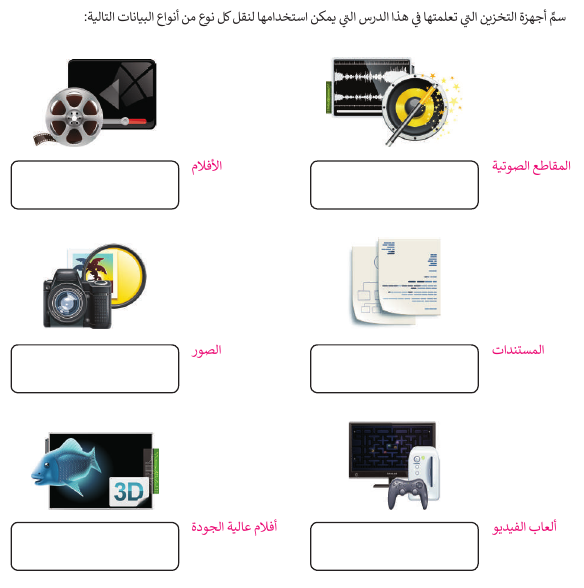 سمِّ أجهزة التخزين التي تعلمتها في هذا الدرس التي يمكن استخدامها لنقل كل نوع من أنواع البيانات التالية:
المقاطع الصوتية
الأفلام
المستندات
الصور
ألعاب الفيديو
أفلام عالية الجودة
3D